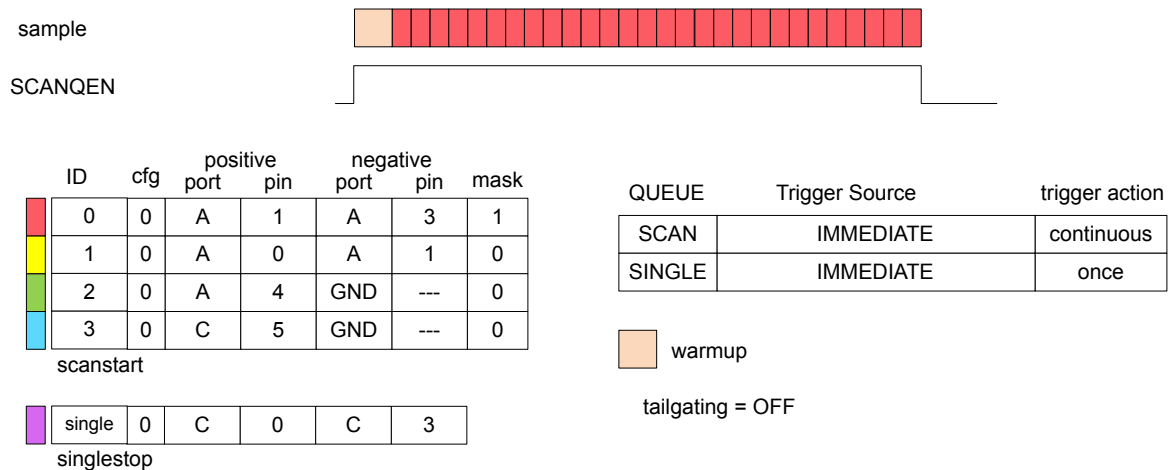 sample
SCANQEN
ID cfg positive port pin negative port pin mask
0 0 A 1 A 3 1
1 0 A 0 A 1 0
2 0 A 4 GND --- 0
3 0 C 5 GND --- 0
scanstart
single 0 C 0 C 3
singlestop
QUEUE Trigger Source trigger action
SCAN IMMEDIATE continuous
SINGLE IMMEDIATE once
warmup
tailgating = OFF